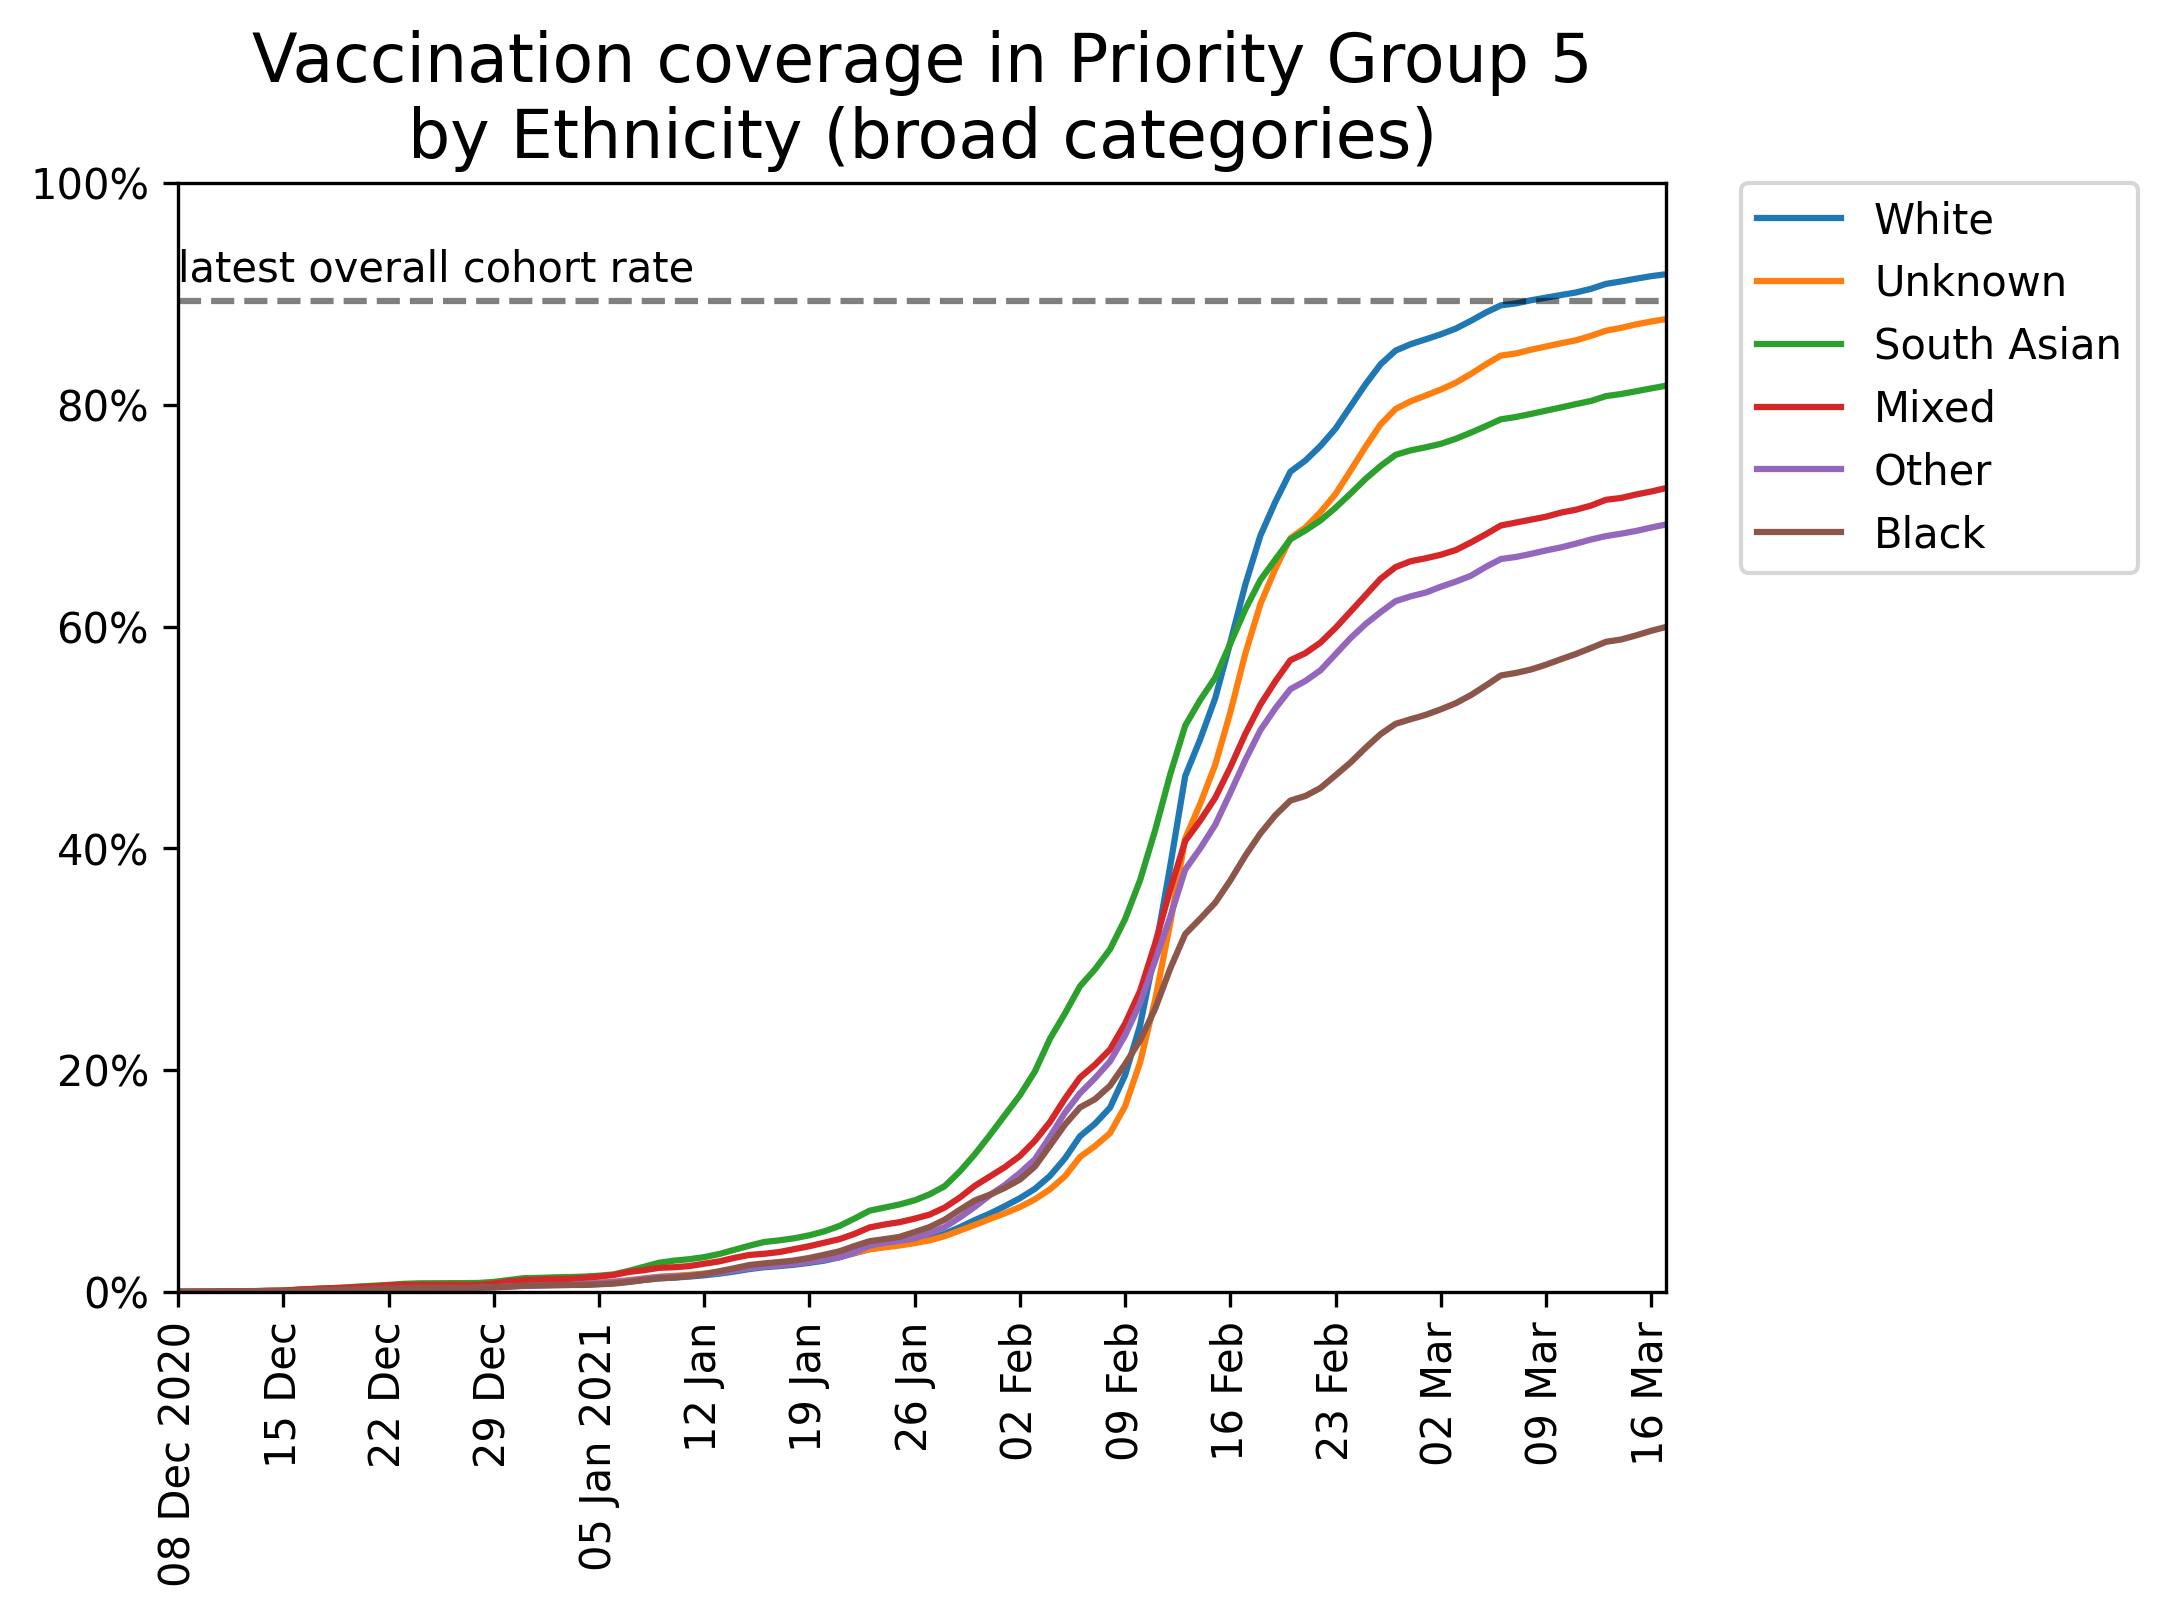 Vaccination coverage in Priority Group 5
by Ethnicity (broad categories)
100%
80%
60%
40%
20%
0%
latest overall cohort rate
White
Unknown
South Asian
Mixed
Other
Black
08 Dec 2020
15 Dec
22 Dec
29 Dec
05 Jan 2021
12 Jan
19 Jan
26 Jan
02 Feb
09 Feb
16 Feb
23 Feb
02 Mar
09 Mar
16 Mar